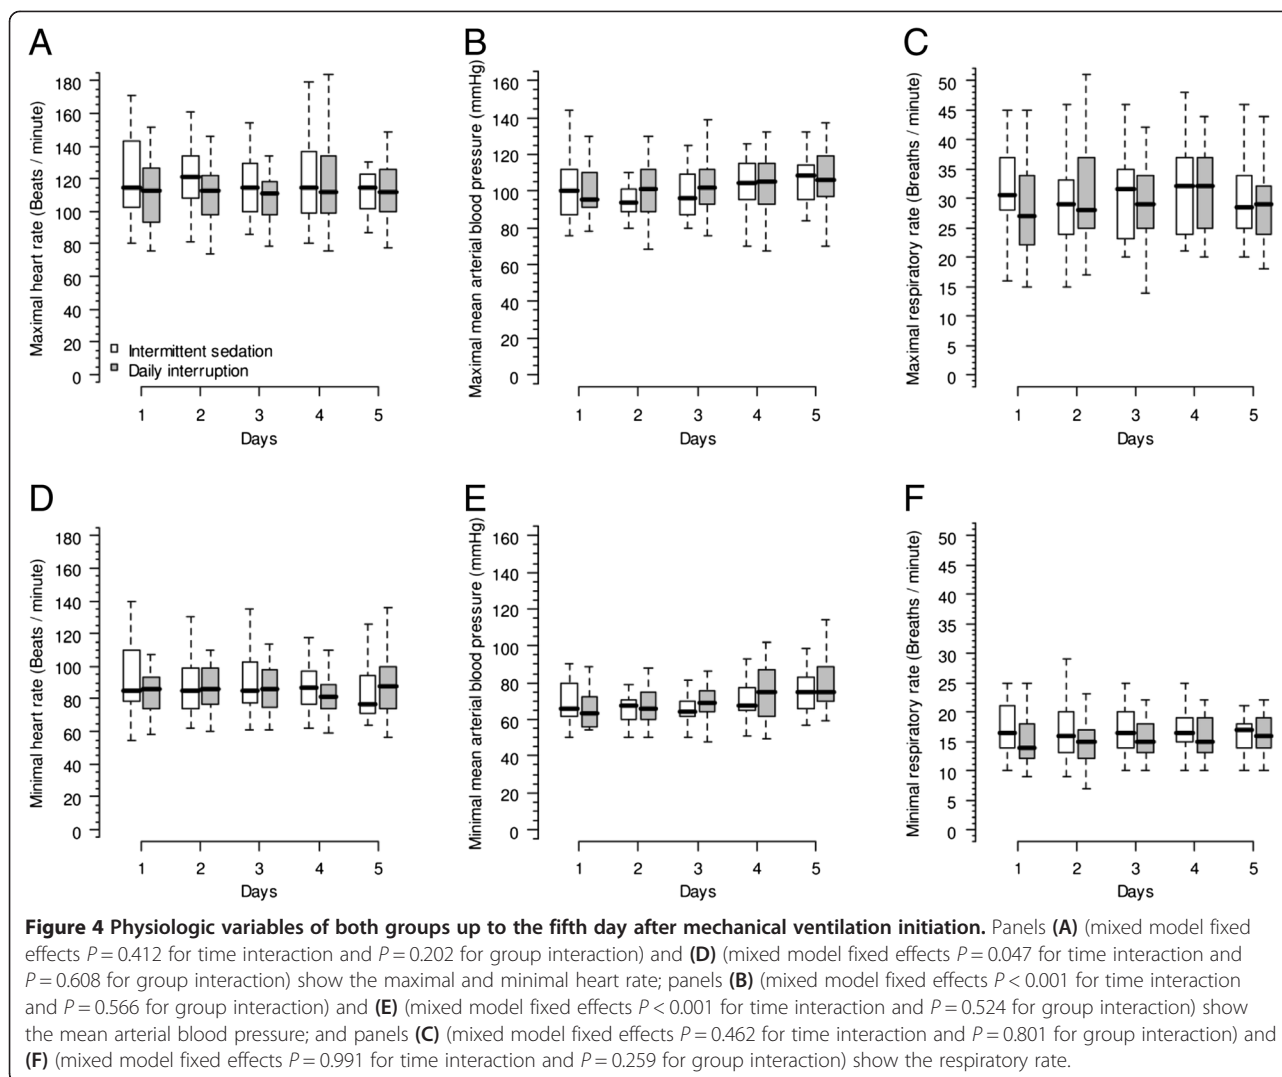 A
B
C
Maximal heart rate (Beats / minute)
180
160
140
120
100
80
60
40
20
0
Intermittent sedation
Daily interruption
1 2 3 4 5
Days
Maximal mean arterial blood pressure (mmHg)
160
140
120
100
80
60
40
20
0
1 2 3 4 5
Days
Maximal respiratory rate (Breaths / minute)
50
45
40
35
30
25
20
15
10
5
0
1 2 3 4 5
Days
D
E
F
Minimal heart rate (Beats / minute)
180
160
140
120
100
80
60
40
20
0
1 2 3 4 5
Days
Minimal mean arterial blood pressure (mmHg)
160
140
120
100
80
60
40
20
0
1 2 3 4 5
Days
Minimal respiratory rate (Breaths / minute)
50
45
40
35
30
25
20
15
10
5
0
1 2 3 4 5
Days
Figure 4 Physiologic variables of both groups up to the fifth day after mechanical ventilation initiation. Panels (A) (mixed model fixed
effects P = 0.412 for time interaction and P = 0.202 for group interaction) and (D) (mixed model fixed effects P = 0.047 for time interaction and
P = 0.608 for group interaction) show the maximal and minimal heart rate; panels (B) (mixed model fixed effects P < 0.001 for time interaction
and P = 0.566 for group interaction) and (E) (mixed model fixed effects P < 0.001 for time interaction and P = 0.524 for group interaction) show
the mean arterial blood pressure; and panels (C) (mixed model fixed effects P = 0.462 for time interaction and P = 0.801 for group interaction) and
(F) (mixed model fixed effects P = 0.991 for time interaction and P = 0.259 for group interaction) show the respiratory rate.